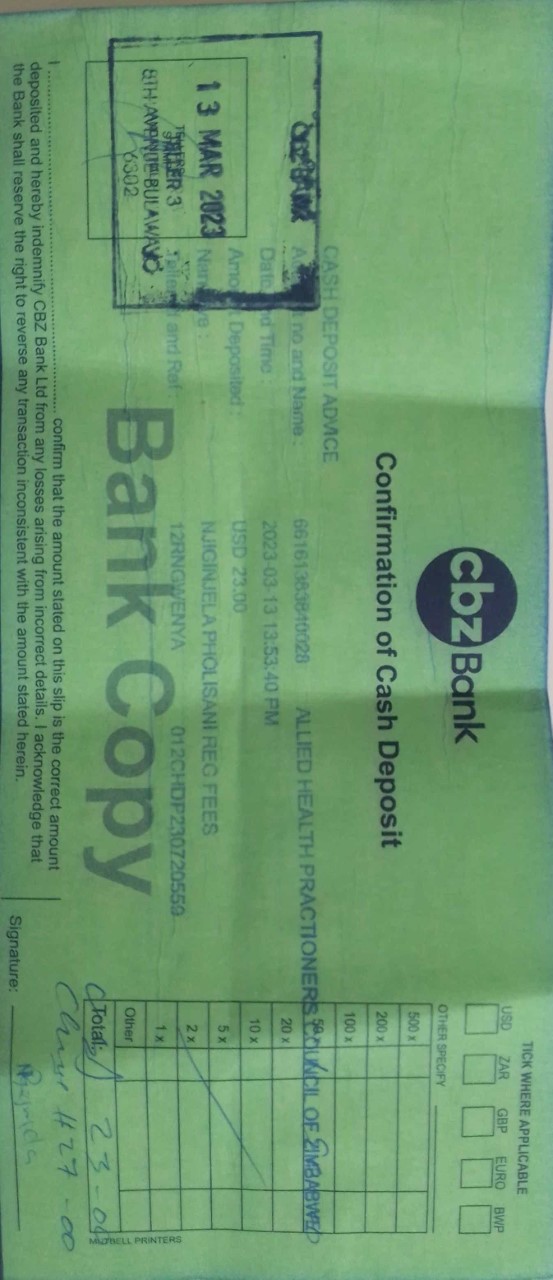 cbz Bank
Confirmation of Cash Deposit
TICK WHERE APPLICABLE
USD ZAR GBP EURO BWP
OTHER SPECIFY
500 x
200 x
100 x
50
20 x
10 x
5 x
2 x
1 x
Other
Total: 23-00
Change #27-00
CASH DEPOSIT ADVICE
no and Name : 66161363840028 ALLIED HEALTH PRACTIONERS COUNCIL OF ZIMBABWE
Date and Time : 2023-03-13 13:53:40 PM
Amount Deposited : USD 23.00
Narrative : NJIGINJELA PHOLISANI REG FEES
Teller and Ref: 12RNGWENYA 012CHDP230720559
Bank Copy
cbz BANK
13 MAR 2023
TELLER 3
8TH AVENUE BULAWAYO
6302
I .............................. confirm that the amount stated on this slip is the correct amount
deposited and hereby indemnify CBZ Bank Ltd from any losses arising from incorrect details. I acknowledge that
the Bank shall reserve the right to reverse any transaction inconsistent with the amount stated herein.
Signature:
MUTBELL PRINTERS